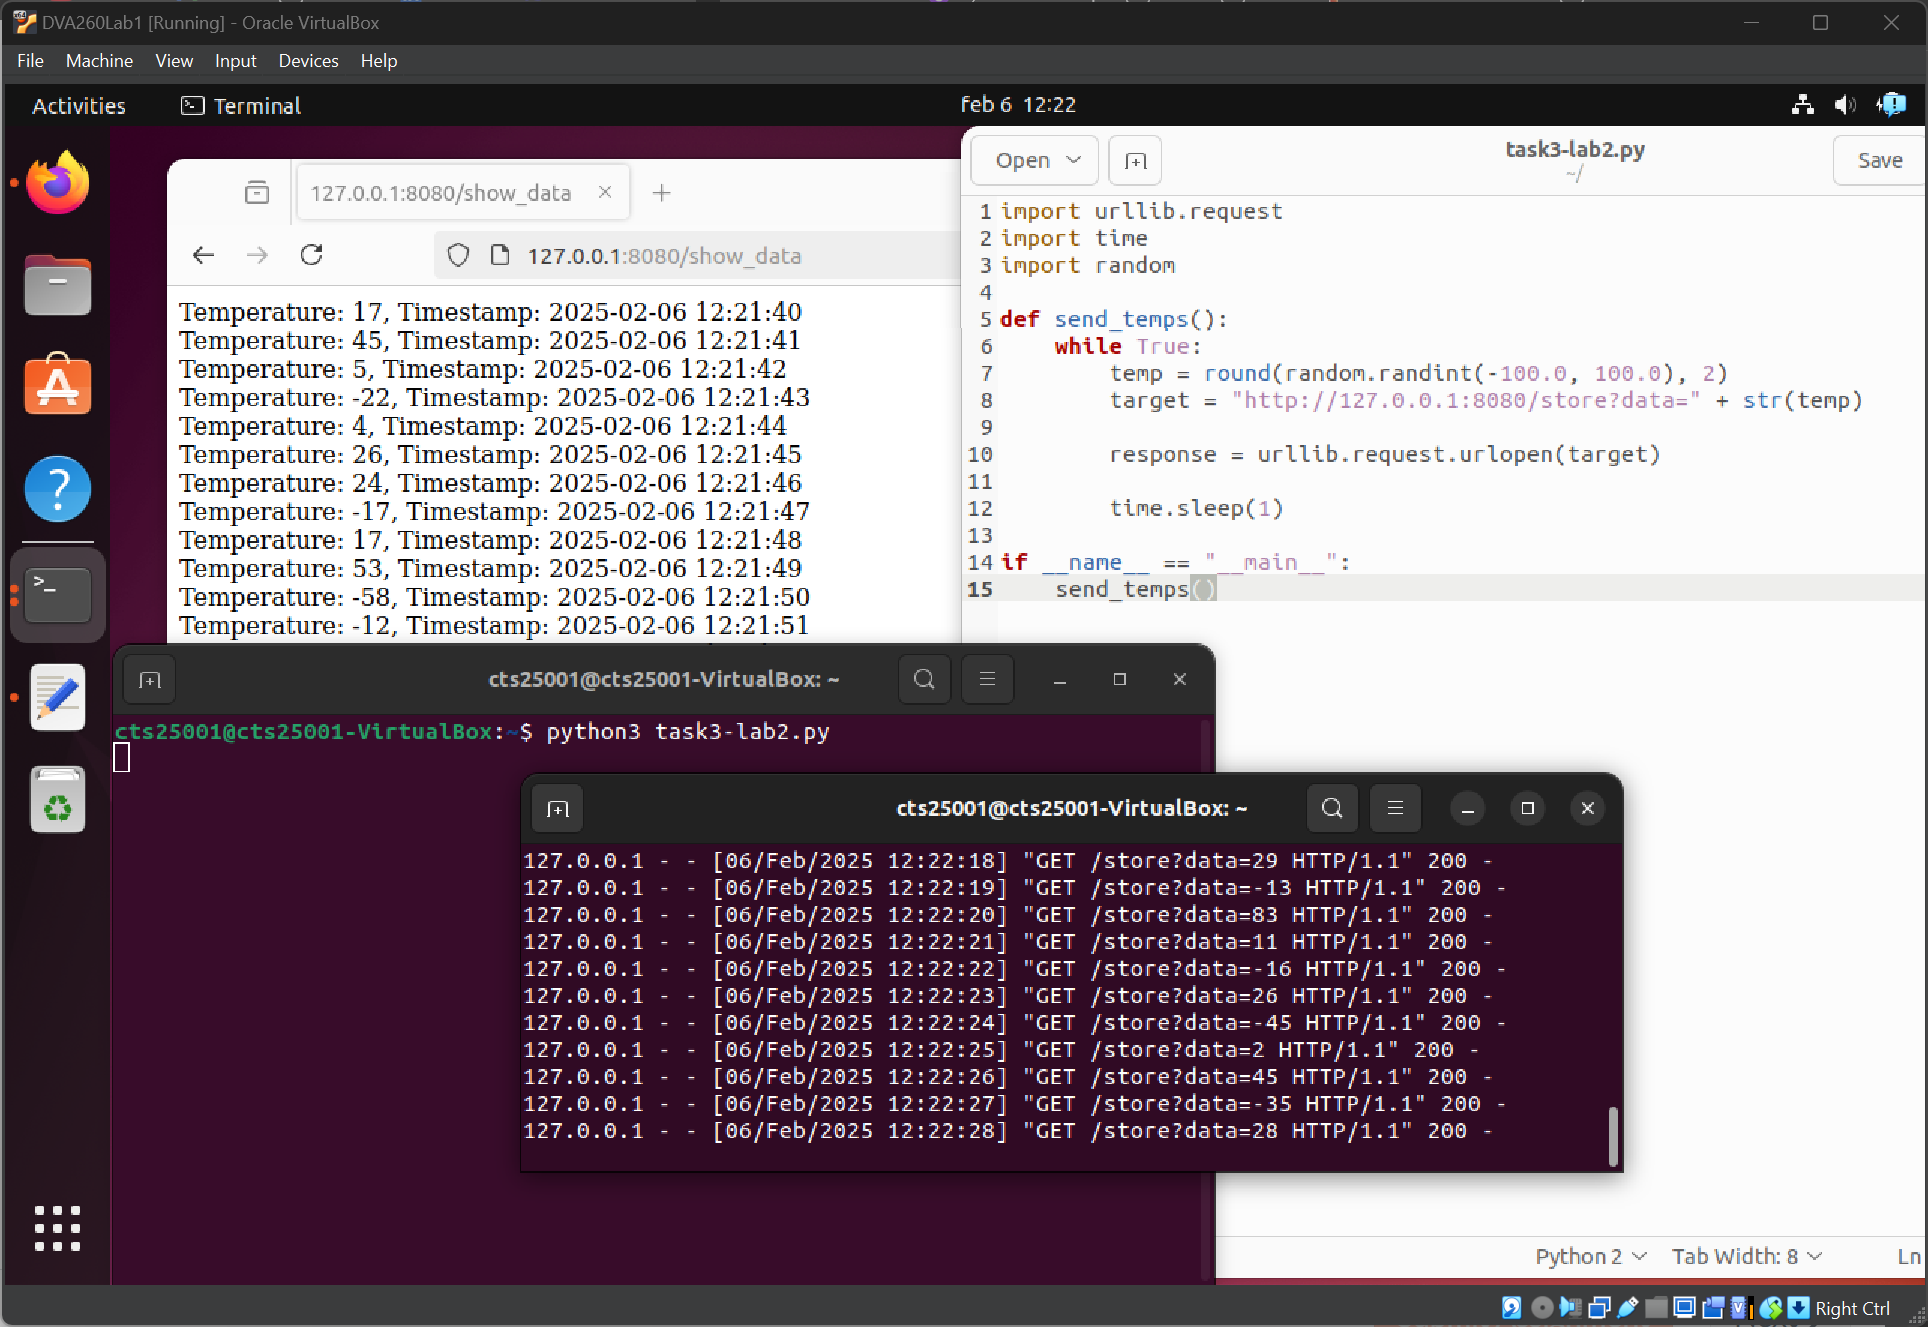 DVA260Lab1 [Running] - Oracle VirtualBox
File Machine View Input Devices Help
Activities Terminal feb 6 12:22
127.0.0.1:8080/show_data
127.0.0.1:8080/show_data
Temperature: 17, Timestamp: 2025-02-06 12:21:40
Temperature: 45, Timestamp: 2025-02-06 12:21:41
Temperature: 5, Timestamp: 2025-02-06 12:21:42
Temperature: -22, Timestamp: 2025-02-06 12:21:43
Temperature: 4, Timestamp: 2025-02-06 12:21:44
Temperature: 26, Timestamp: 2025-02-06 12:21:45
Temperature: 24, Timestamp: 2025-02-06 12:21:46
Temperature: -17, Timestamp: 2025-02-06 12:21:47
Temperature: 17, Timestamp: 2025-02-06 12:21:48
Temperature: 53, Timestamp: 2025-02-06 12:21:49
Temperature: -58, Timestamp: 2025-02-06 12:21:50
Temperature: -12, Timestamp: 2025-02-06 12:21:51
Open task3-lab2.py Save
~/
1 import urllib.request
2 import time
3 import random
4
5 def send_temps():
6     while True:
7         temp = round(random.randint(-100.0, 100.0), 2)
8         target = "http://127.0.0.1:8080/store?data=" + str(temp)
9
10         response = urllib.request.urlopen(target)
11
12         time.sleep(1)
13
14 if __name__ == "__main__":
15     send_temps()
cts25001@cts25001-VirtualBox: ~
cts25001@cts25001-VirtualBox:~$ python3 task3-lab2.py
cts25001@cts25001-VirtualBox: ~
127.0.0.1 - - [06/Feb/2025 12:22:18] "GET /store?data=29 HTTP/1.1" 200 -
127.0.0.1 - - [06/Feb/2025 12:22:19] "GET /store?data=-13 HTTP/1.1" 200 -
127.0.0.1 - - [06/Feb/2025 12:22:20] "GET /store?data=83 HTTP/1.1" 200 -
127.0.0.1 - - [06/Feb/2025 12:22:21] "GET /store?data=11 HTTP/1.1" 200 -
127.0.0.1 - - [06/Feb/2025 12:22:22] "GET /store?data=-16 HTTP/1.1" 200 -
127.0.0.1 - - [06/Feb/2025 12:22:23] "GET /store?data=26 HTTP/1.1" 200 -
127.0.0.1 - - [06/Feb/2025 12:22:24] "GET /store?data=-45 HTTP/1.1" 200 -
127.0.0.1 - - [06/Feb/2025 12:22:25] "GET /store?data=2 HTTP/1.1" 200 -
127.0.0.1 - - [06/Feb/2025 12:22:26] "GET /store?data=45 HTTP/1.1" 200 -
127.0.0.1 - - [06/Feb/2025 12:22:27] "GET /store?data=-35 HTTP/1.1" 200 -
127.0.0.1 - - [06/Feb/2025 12:22:28] "GET /store?data=28 HTTP/1.1" 200 -
Python 2 Tab Width: 8 Ln
Right Ctrl